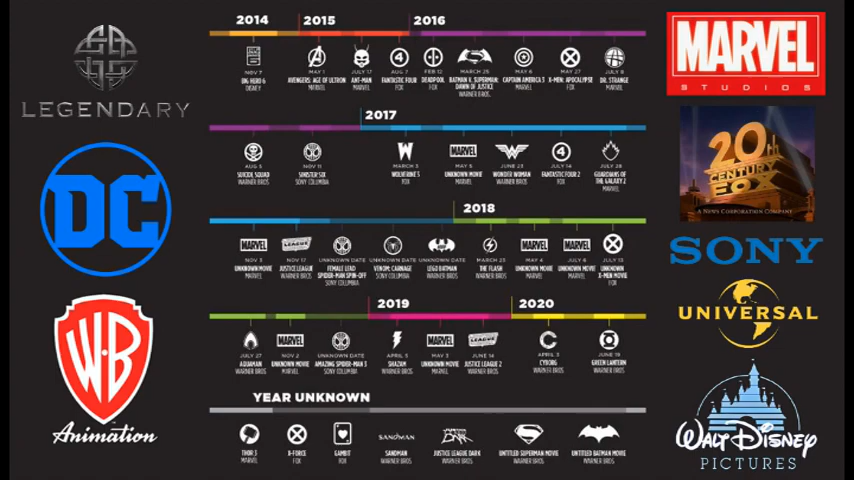 LEGENDARY
DC
WB
Animation
2014
2015
2016
NOV 7
BIG HERO 6
DISNEY
MAY 1
AVENGERS: AGE OF ULTRON
MARVEL
JULY 17
ANT-MAN
MARVEL
AUG 7
FANTASTIC FOUR
FOX
FEB 12
DEADPOOL
FOX
MARCH 25
BATMAN V. SUPERMAN:
DAWN OF JUSTICE
WARNER BROS.
MAY 6
CAPTAIN AMERICA 3
MARVEL
MAY 27
X-MEN: APOCALYPSE
FOX
JULY 8
DR. STRANGE
MARVEL
2017
AUG 5
SUICIDE SQUAD
WARNER BROS
NOV 11
SINISTER SIX
SONY COLUMBIA
MARCH 3
WOLVERINE 3
FOX
MARVEL
MAY 5
UNKNOWN MOVIE
MARVEL
JUNE 23
WONDER WOMAN
WARNER BROS
JULY 14
FANTASTIC FOUR 2
FOX
JULY 28
GUARDIANS OF
THE GALAXY 2
MARVEL
2018
MARVEL
NOV 3
UNKNOWN MOVIE
MARVEL
JUSTICE LEAGUE
NOV 17
JUSTICE LEAGUE
WARNER BROS
UNKNOWN DATE
FEMALE LEAD
SPIDER-MAN SPIN-OFF
SONY COLUMBIA
UNKNOWN DATE
VENOM: CARNAGE
SONY COLUMBIA
UNKNOWN DATE
LEGO BATMAN
WARNER BROS
MARCH 23
THE FLASH
WARNER BROS
MARVEL
MAY 4
UNKNOWN MOVIE
MARVEL
MARVEL
JULY 6
UNKNOWN MOVIE
MARVEL
JULY 13
UNKNOWN
X-MEN MOVIE
FOX
2019
2020
JULY 27
AQUAMAN
WARNER BROS
MARVEL
NOV 2
UNKNOWN MOVIE
MARVEL
UNKNOWN DATE
AMAZING SPIDER-MAN 3
SONY COLUMBIA
APRIL 5
SHAZAM
WARNER BROS
MARVEL
MAY 3
UNKNOWN MOVIE
MARVEL
JUNE 14
JUSTICE LEAGUE 2
WARNER BROS
APRIL 3
CYBORG
WARNER BROS
JUNE 19
GREEN LANTERN
WARNER BROS
YEAR UNKNOWN
THOR 3
MARVEL
X-FORCE
FOX
GAMBIT
FOX
SANDMAN
SANDMAN
WARNER BROS
JUSTICE LEAGUE DARK
WARNER BROS
UNTITLED SUPERMAN MOVIE
WARNER BROS
UNTITLED BATMAN MOVIE
WARNER BROS
MARVEL
STUDIOS
20th
CENTURY
FOX
A NEWS CORPORATION COMPANY
SONY
UNIVERSAL
WALT DISNEY
PICTURES